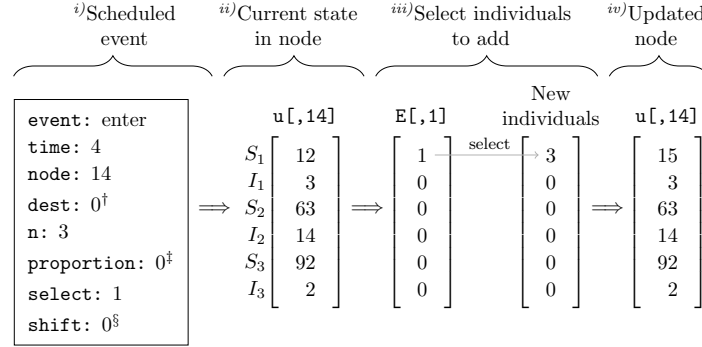 i)Scheduled event
ii)Current state in node
iii)Select individuals to add
iv)Updated node
event: enter
time: 4
node: 14
dest: 0†
n: 3
proportion: 0‡
select: 1
shift: 0§
⟹
u[,14]
S1 12
I1 3
S2 63
I2 14
S3 92
I3 2
⟹
E[,1]
1
0
0
0
0
0
select
New individuals
3
0
0
0
0
0
⟹
u[,14]
15
3
63
14
92
2